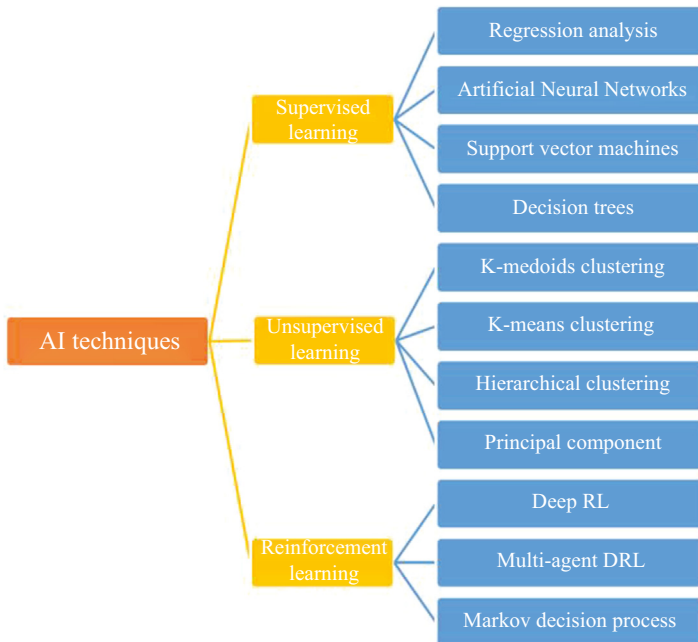 AI techniques
Supervised
learning
Regression analysis
Artificial Neural Networks
Support vector machines
Decision trees
Unsupervised
learning
K-medoids clustering
K-means clustering
Hierarchical clustering
Principal component
Reinforcement
learning
Deep RL
Multi-agent DRL
Markov decision process